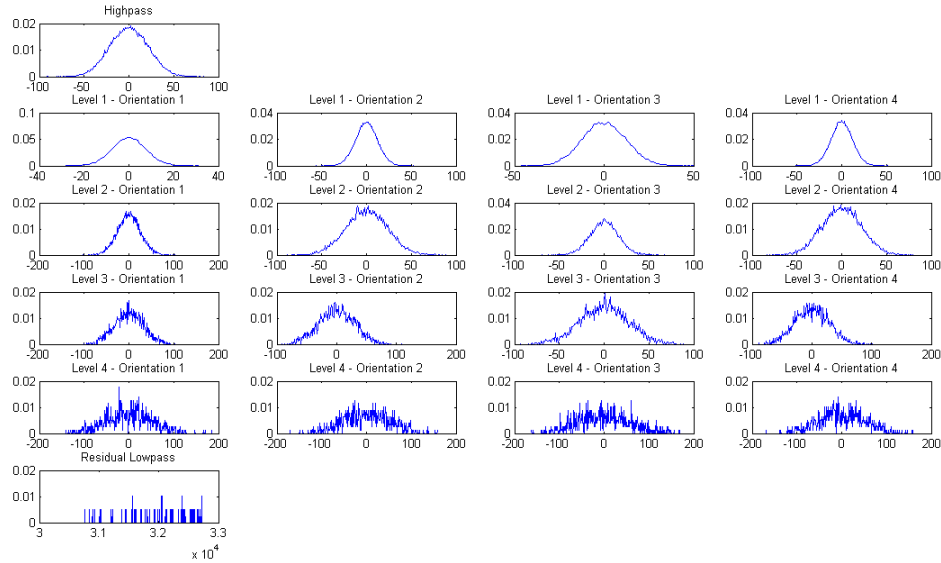 Highpass
0.02
0.01
0
-100 -50 0 50 100
Level 1 - Orientation 1 Level 1 - Orientation 2 Level 1 - Orientation 3 Level 1 - Orientation 4
0.1 0.04 0.04 0.04
0.05 0.02 0.02 0.02
0 0 0 0
-40 -20 0 20 40 -100 -50 0 50 100 -50 0 50 -100 -50 0 50 100
Level 2 - Orientation 1 Level 2 - Orientation 2 Level 2 - Orientation 3 Level 2 - Orientation 4
0.02 0.02 0.04 0.02
0.01 0.01 0.02 0.01
0 0 0 0
-200 -100 0 100 200 -100 -50 0 50 100 -100 -50 0 50 100 -100 -50 0 50 100
Level 3 - Orientation 1 Level 3 - Orientation 2 Level 3 - Orientation 3 Level 3 - Orientation 4
0.02 0.02 0.02 0.02
0.01 0.01 0.01 0.01
0 0 0 0
-200 -100 0 100 200 -100 0 100 200 -100 -50 0 50 100 -100 0 100 200
Level 4 - Orientation 1 Level 4 - Orientation 2 Level 4 - Orientation 3 Level 4 - Orientation 4
0.02 0.02 0.02 0.02
0.01 0.01 0.01 0.01
0 0 0 0
-200 -100 0 100 200 -200 -100 0 100 200 -200 -100 0 100 200 -200 -100 0 100 200
Residual Lowpass
0.02
0.01
0
3 3.1 3.2 3.3
x 10^4